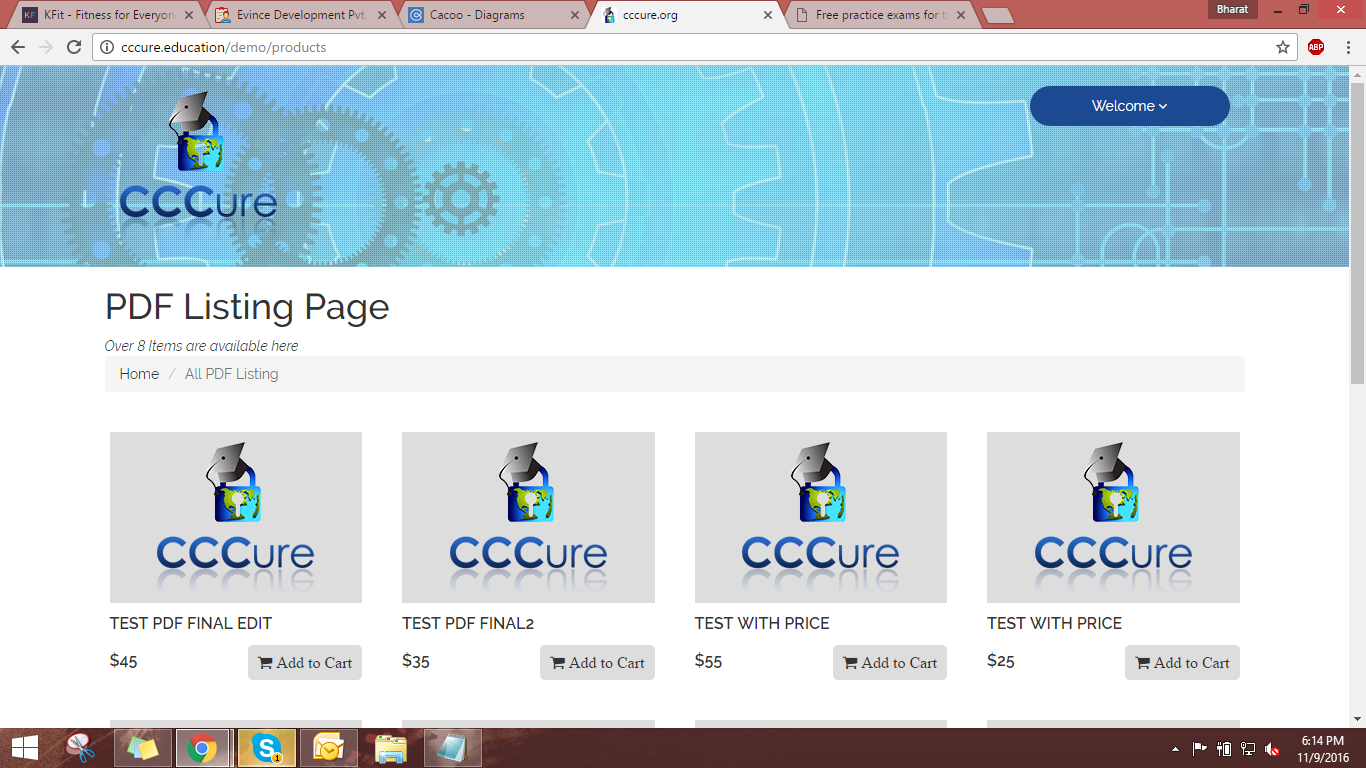 KFit - Fitness for Everyon
Evince Development Pvt.
Cacoo - Diagrams
cccure.org
Free practice exams for t
Bharat
cccure.education/demo/products
ABP
CCCure
Welcome
PDF Listing Page
Over 8 Items are available here
Home / All PDF Listing
CCCure
CCCure
CCCure
CCCure
TEST PDF FINAL EDIT
TEST PDF FINAL2
TEST WITH PRICE
TEST WITH PRICE
$45
Add to Cart
$35
Add to Cart
$55
Add to Cart
$25
Add to Cart
6:14 PM
11/9/2016